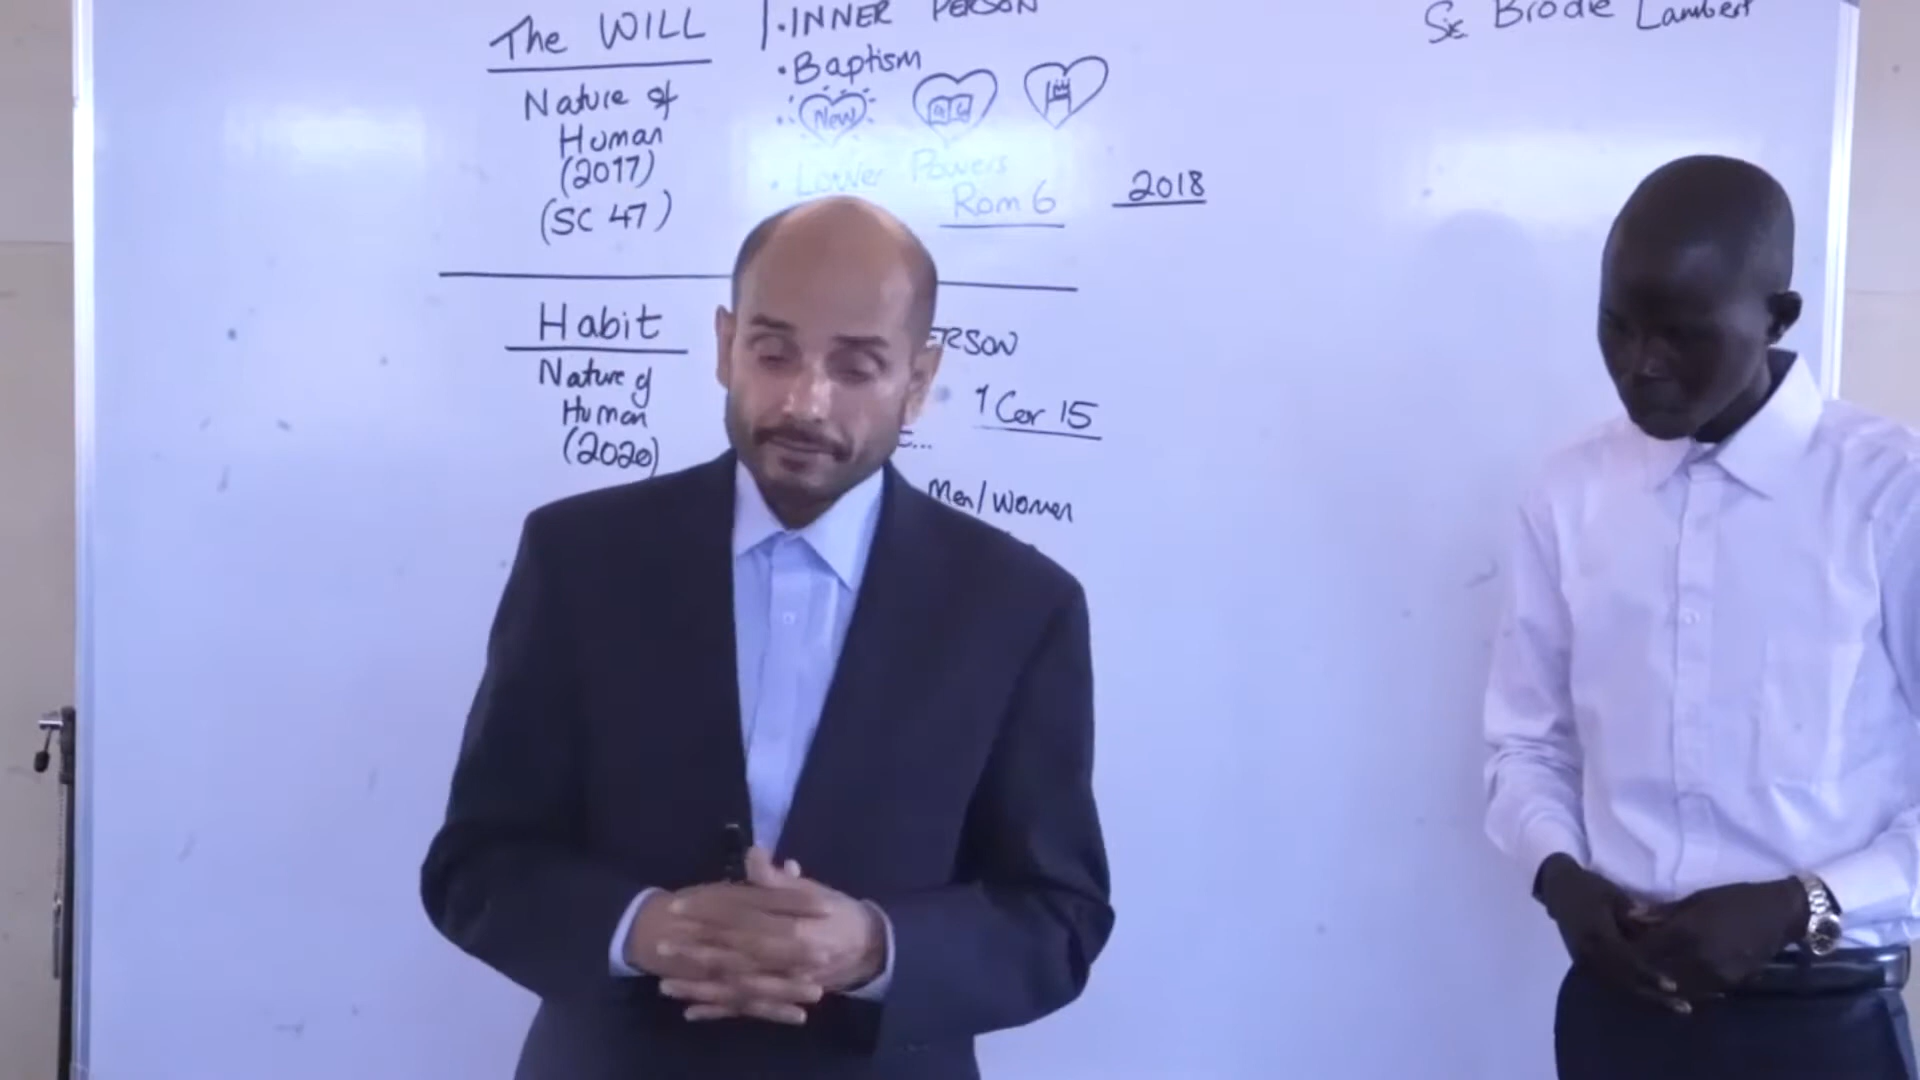 The WILL
Nature of
Human
(2017)
(SC 47)
• INNER PERSON
• Baptism
New
• Lower Powers
Rom 6
2018
Habit
Nature of
Human
(2020)
ERSON
1 Cor 15
Men/Women
Brodie Lambert